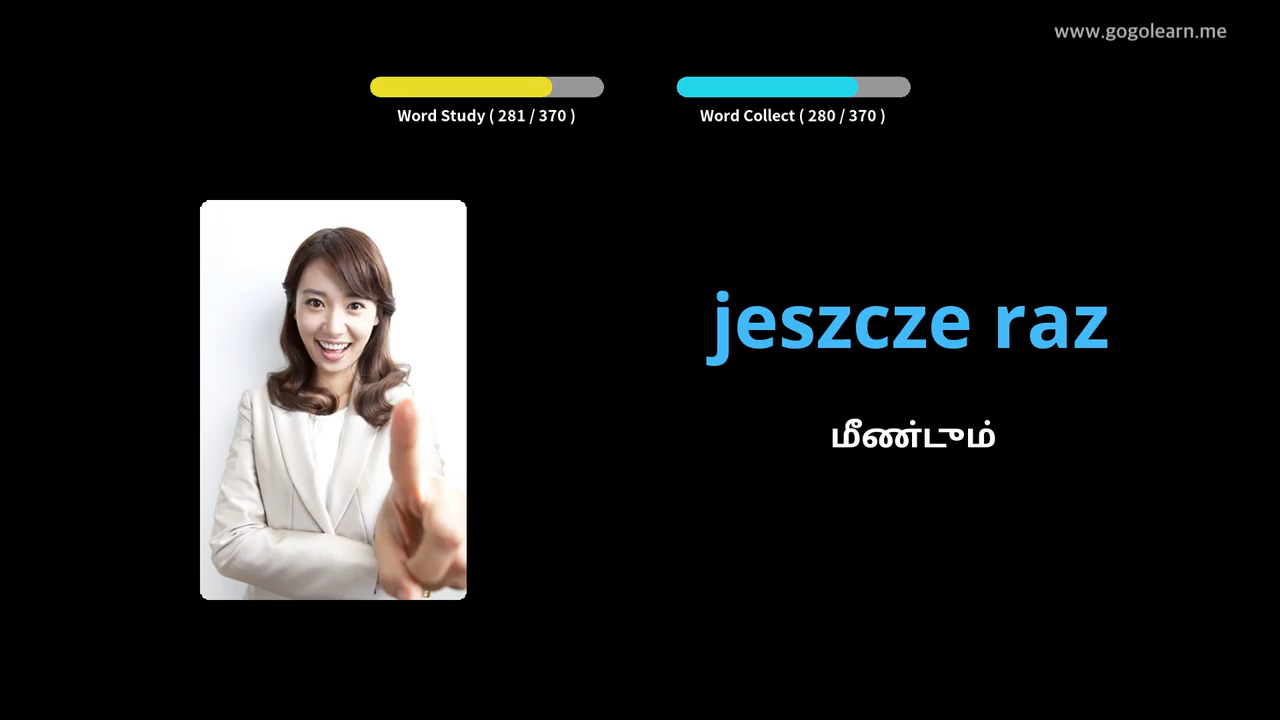 www.gogolearn.me
Word Study ( 281 / 370 )
Word Collect ( 280 / 370 )
jeszcze raz
மீண்டும்